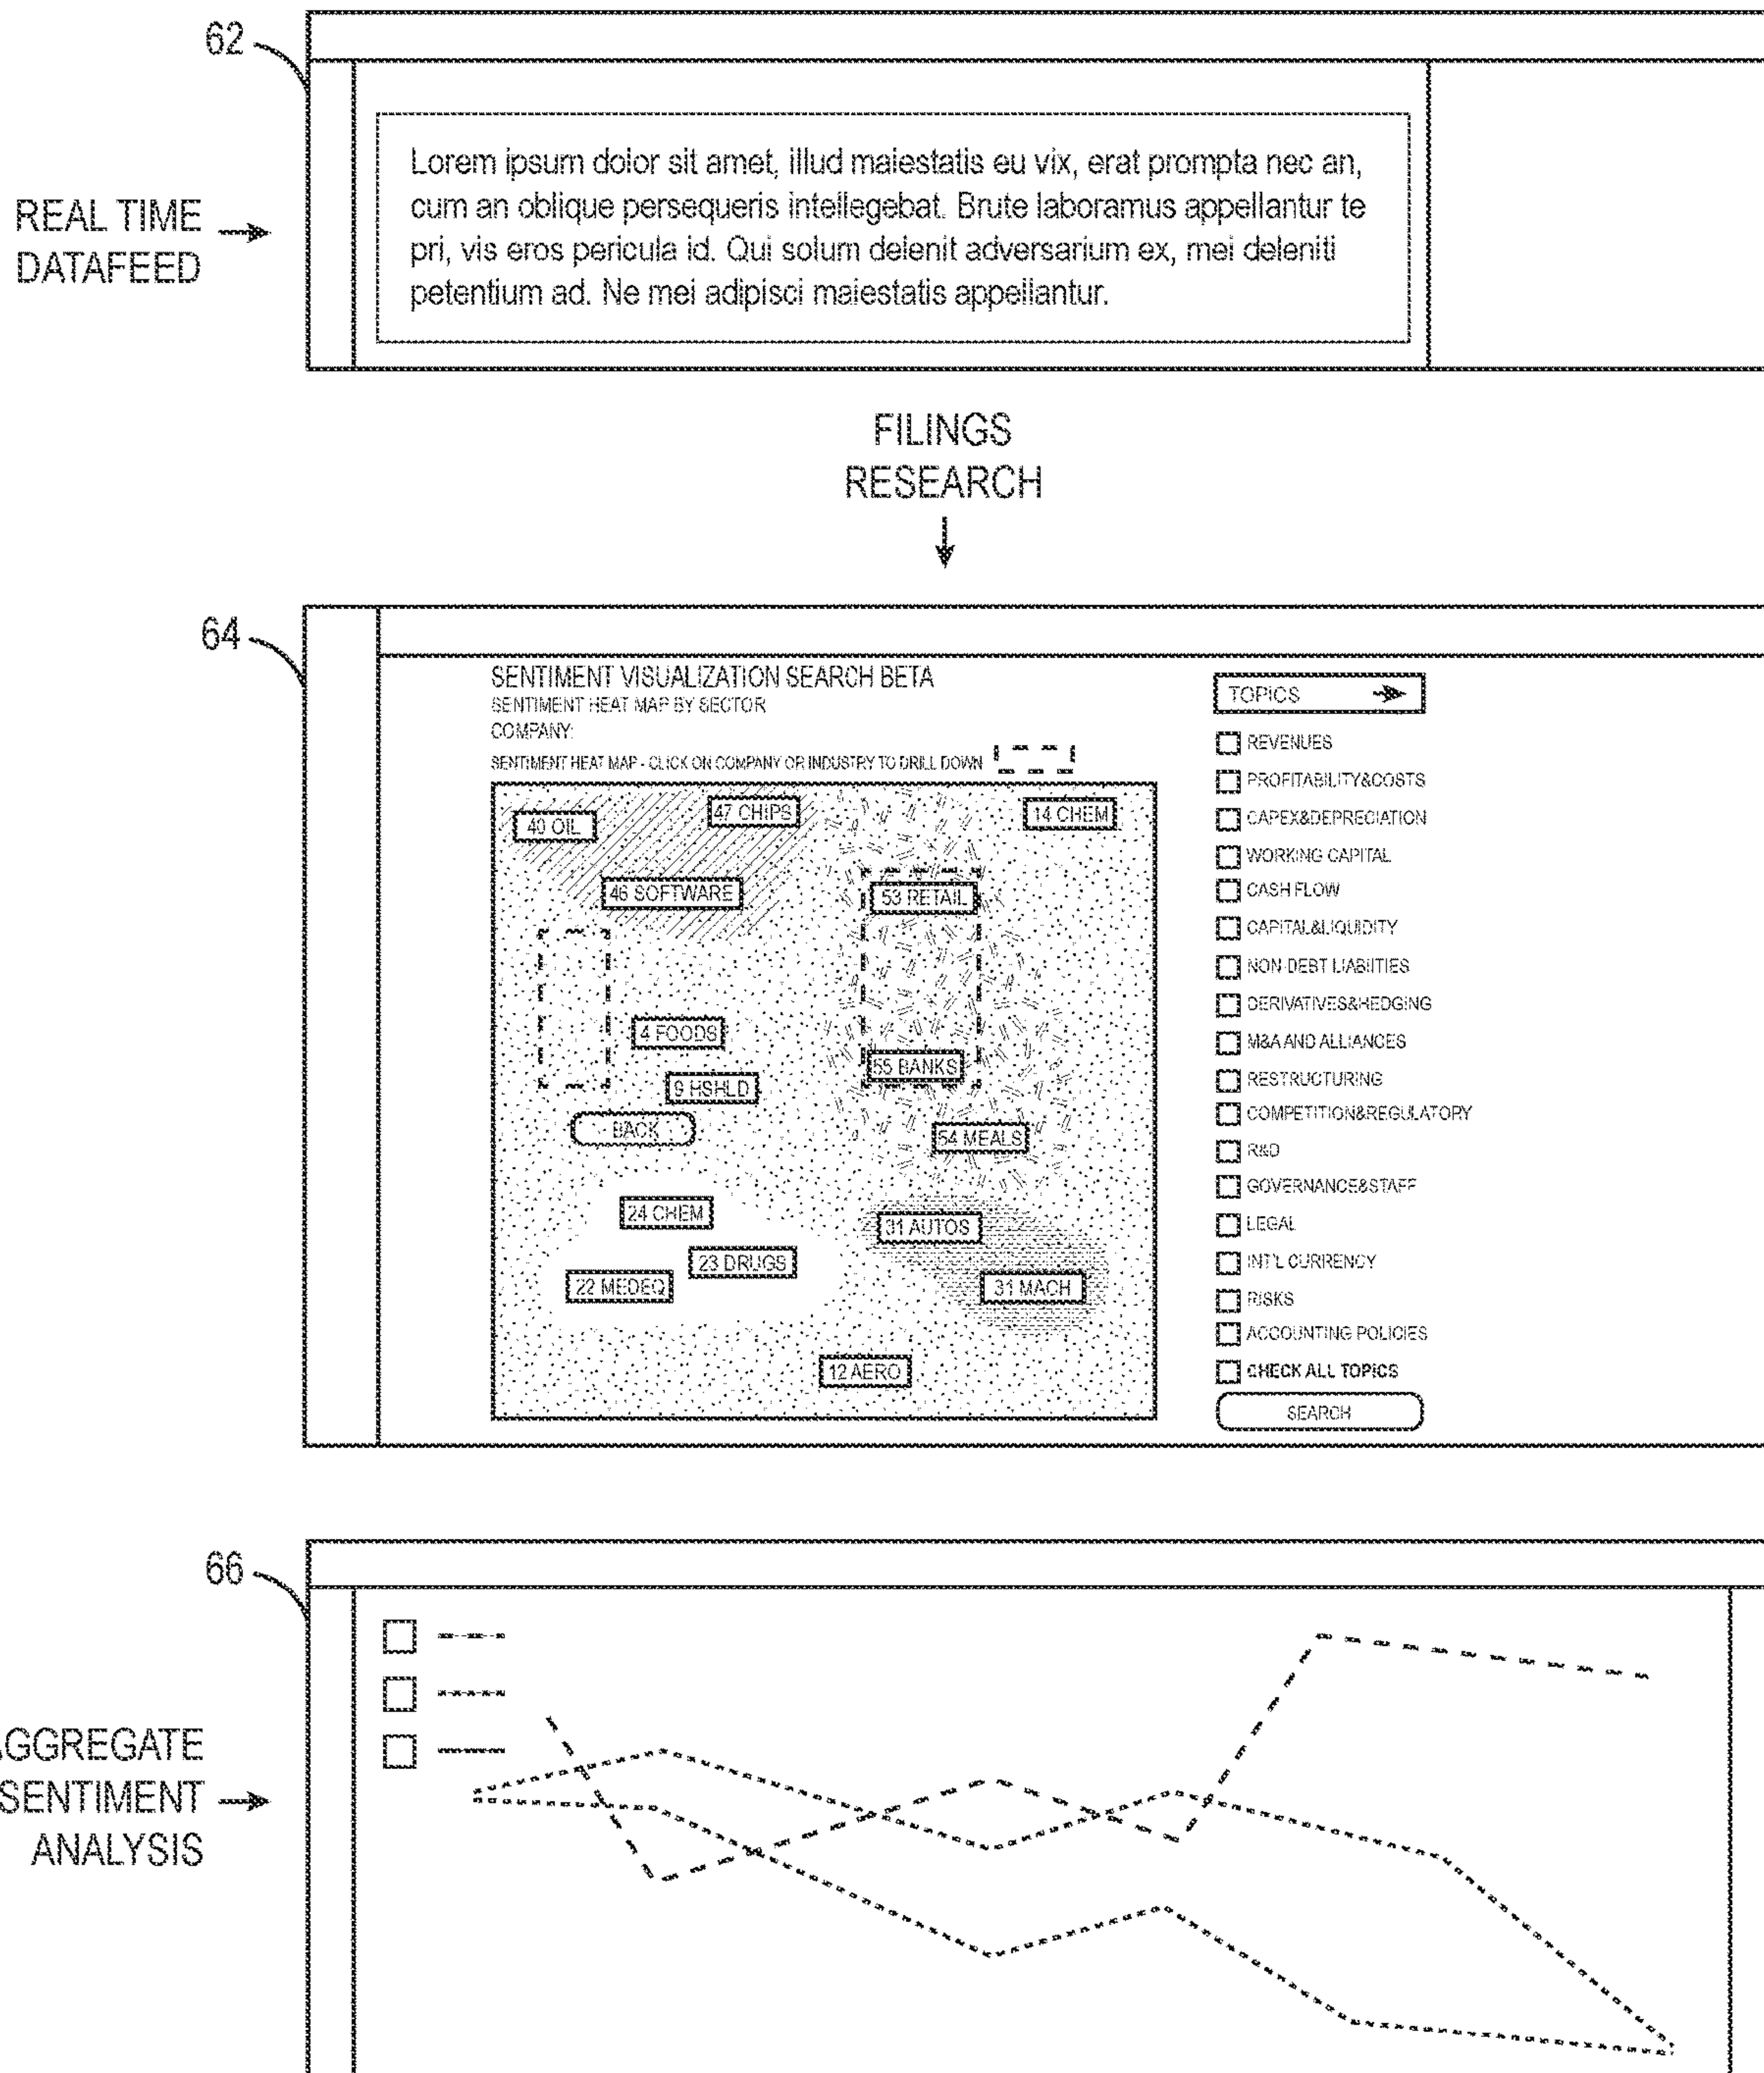 62
REAL TIME
DATAFEED
Lorem ipsum dolor sit amet, illud maiestatis eu vix, erat prompta nec an,
cum an oblique persequeris intellegebat. Brute laboramus appellantur te
pri, vis eros pericula id. Qui solum delenit adversarium ex, mei deleniti
petentium ad. Ne mei adipisci maiestatis appellantur.
FILINGS
RESEARCH
64
SENTIMENT VISUALIZATION SEARCH BETA
SENTIMENT HEAT MAP BY SECTOR
COMPANY:
SENTIMENT HEAT MAP - CLICK ON COMPANY OR INDUSTRY TO DRILL DOWN
40 OIL
47 CHIPS
14 CHEM
46 SOFTWARE
53 RETAIL
4 FOODS
55 BANKS
9 HSHLD
BACK
54 MEALS
24 CHEM
31 AUTOS
23 DRUGS
22 MEDEQ
31 MACH
12 AERO
TOPICS
REVENUES
PROFITABILITY&COSTS
CAPEX&DEPRECIATION
WORKING CAPITAL
CASH FLOW
CAPITAL&LIQUIDITY
NON-DEBT LIABIITIES
DERIVATIVES&HEDGING
M&A AND ALLIANCES
RESTRUCTURING
COMPETITION&REGULATORY
R&D
GOVERNANCE&STAFF
LEGAL
INT'L CURRENCY
RISKS
ACCOUNTING POLICIES
CHECK ALL TOPICS
SEARCH
66
AGGREGATE
SENTIMENT
ANALYSIS